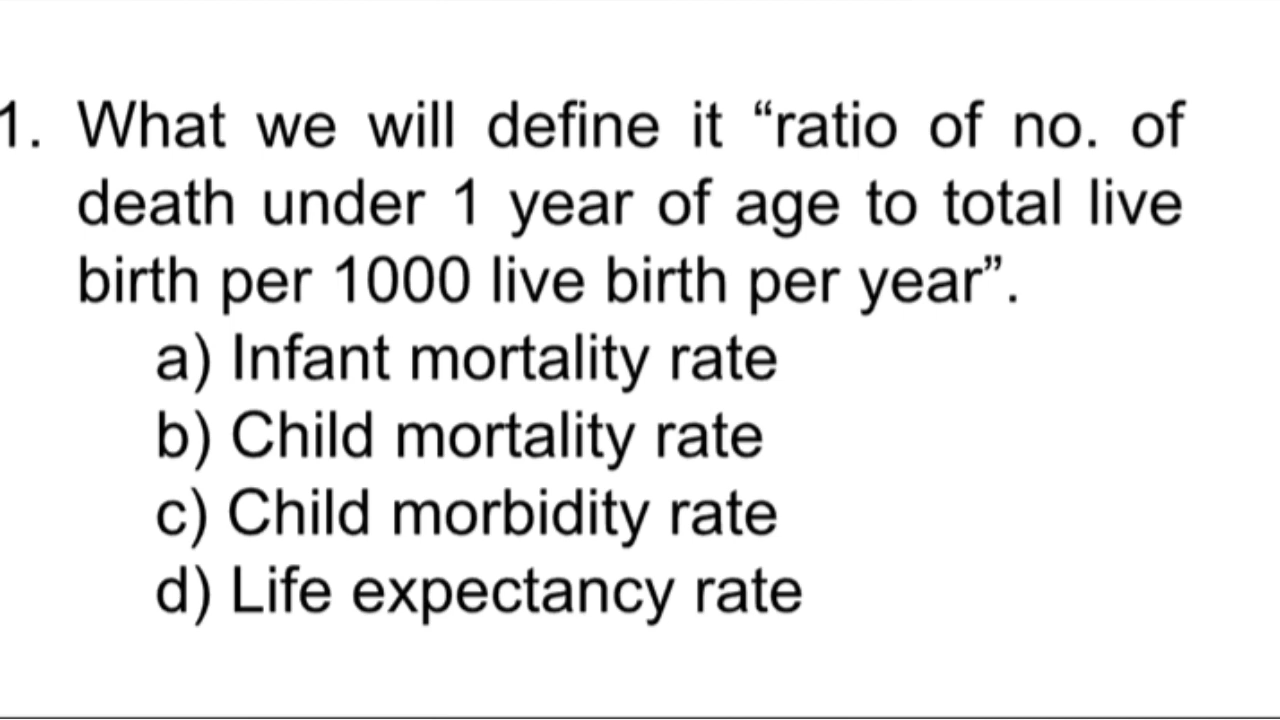 1. What we will define it “ratio of no. of
death under 1 year of age to total live
birth per 1000 live birth per year”.
a) Infant mortality rate
b) Child mortality rate
c) Child morbidity rate
d) Life expectancy rate